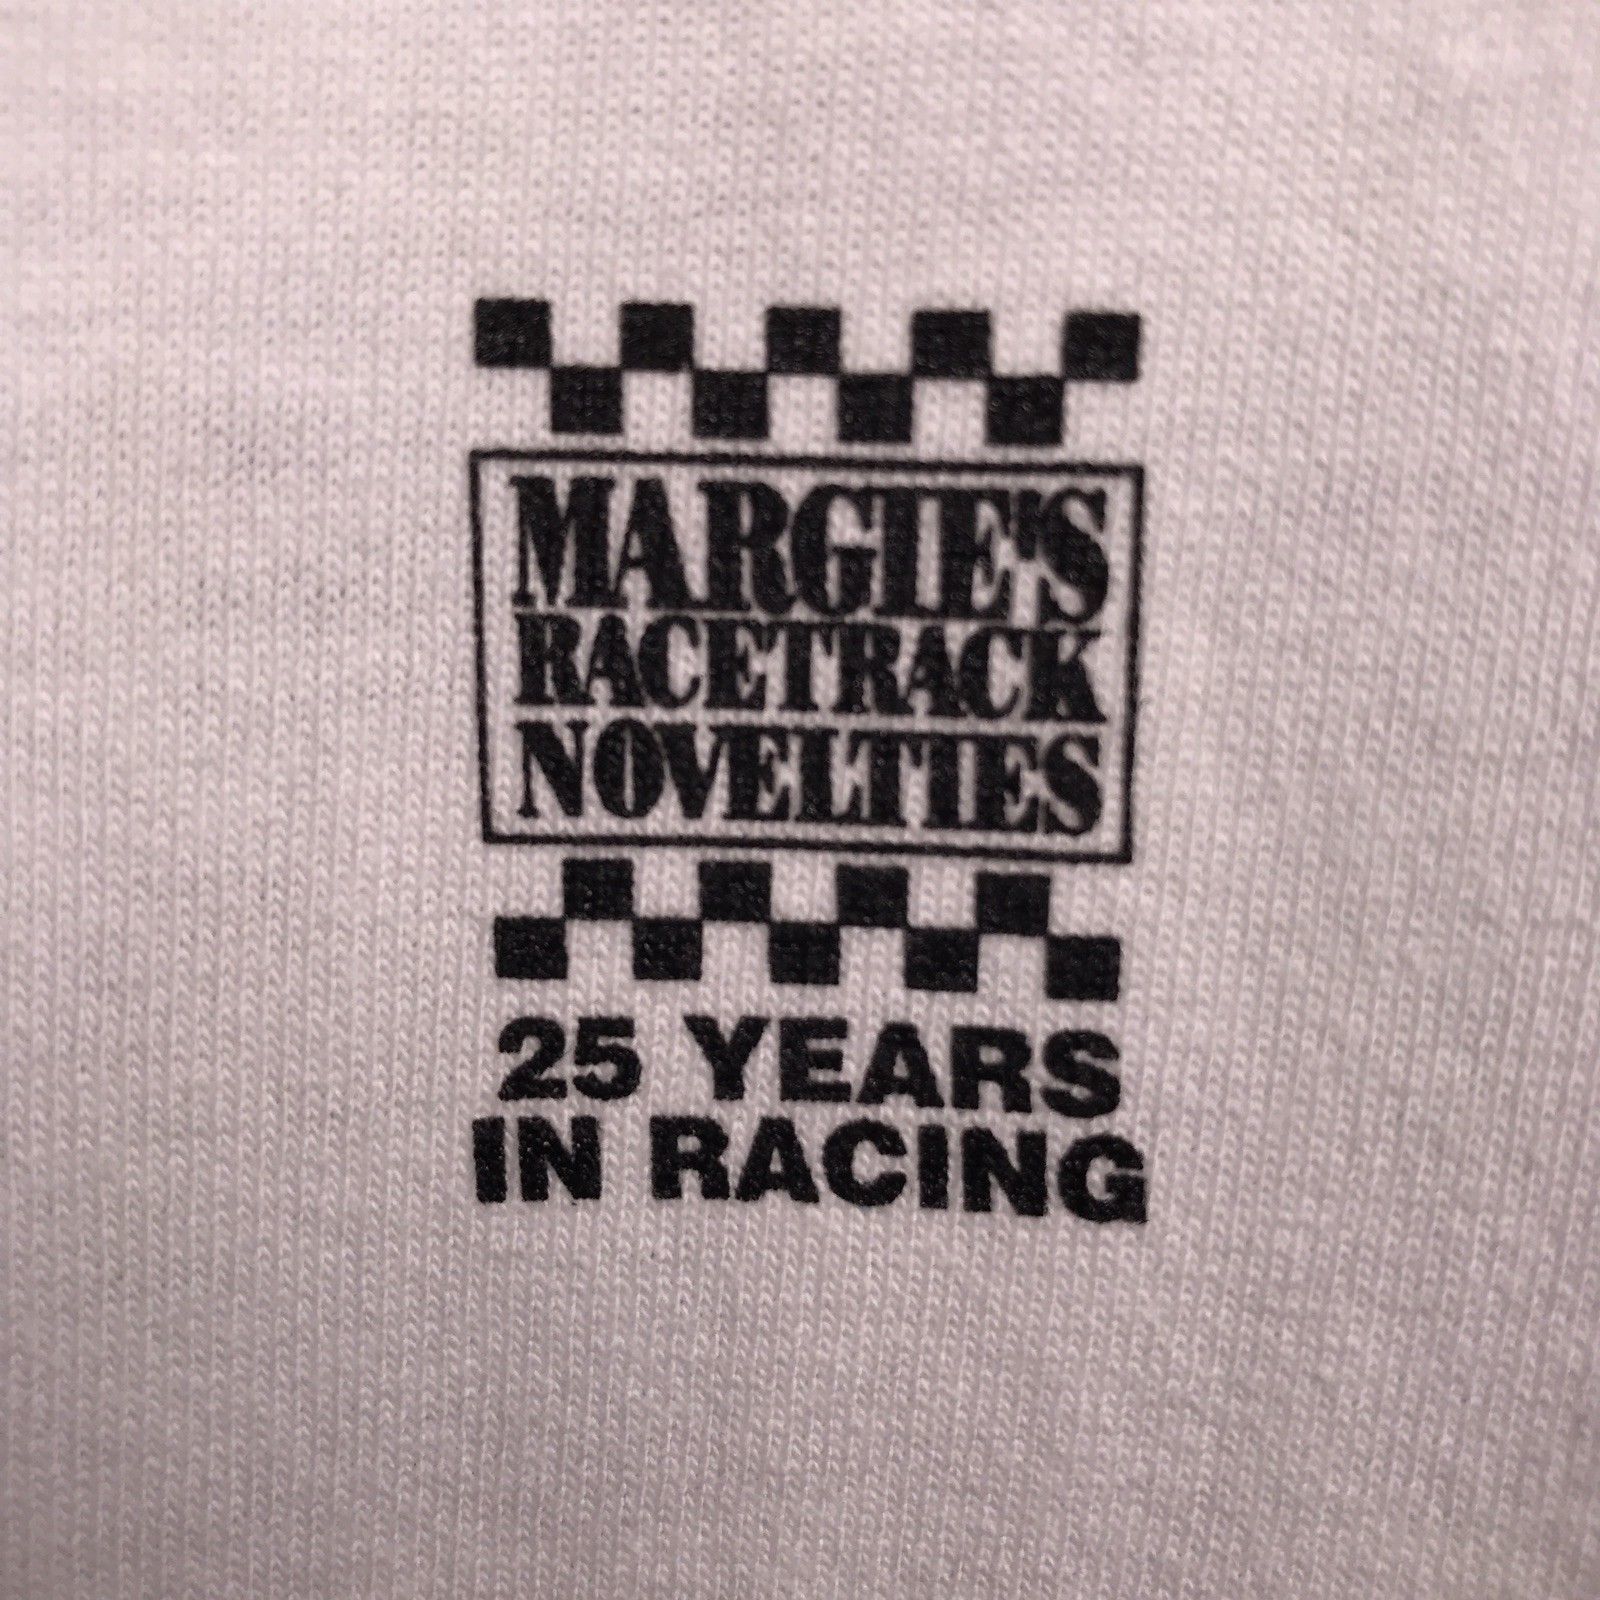 MARGIE'S
RACETRACK
NOVELTIES
25 YEARS
IN RACING